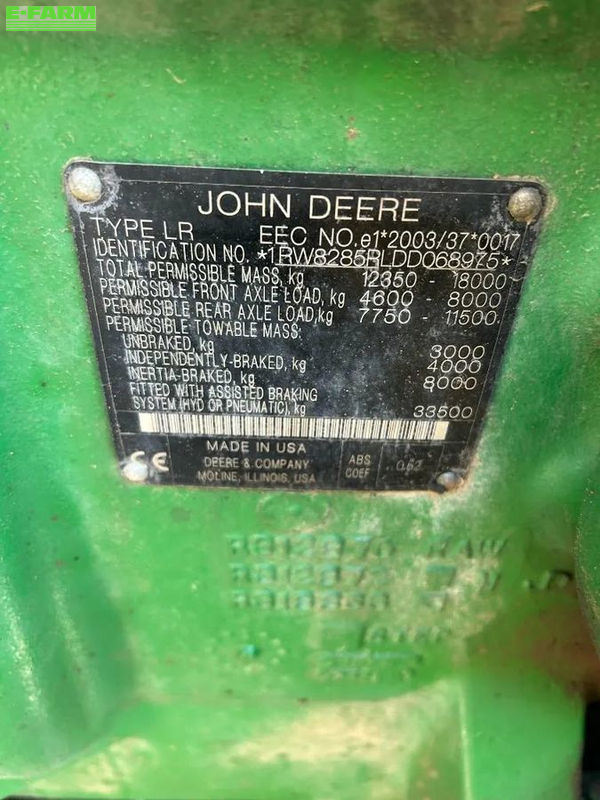 E-FARM
JOHN DEERE
TYPE LR EEC NO. e1*2003/37*0017
IDENTIFICATION NO. *1RW8285RLDD068975*
TOTAL PERMISSIBLE MASS, kg 12350 - 18000
PERMISSIBLE FRONT AXLE LOAD, kg 4600 - 8000
PERMISSIBLE REAR AXLE LOAD,kg 7750 - 11500
PERMISSIBLE TOWABLE MASS:
UNBRAKED, kg 3000
INDEPENDENTLY-BRAKED, kg 4000
INERTIA-BRAKED, kg 8000
FITTED WITH ASSISTED BRAKING
SYSTEM (HYD OR PNEUMATIC), kg 33500
CE
MADE IN USA
DEERE & COMPANY
MOLINE, ILLINOIS, USA
ABS
COEF
0.62